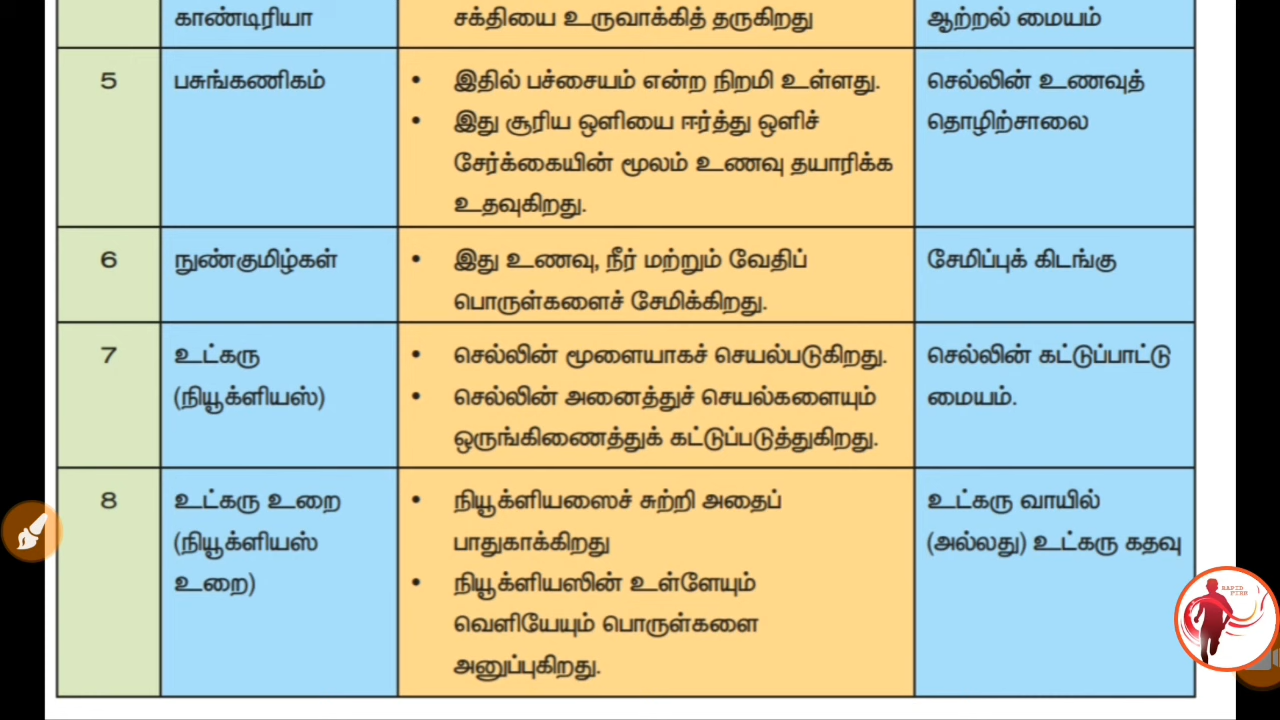 காண்டிரியா
சக்தியை உருவாக்கித் தருகிறது
ஆற்றல் மையம்
5
பசுங்கணிகம்
• இதில் பச்சையம் என்ற நிறமி உள்ளது.
• இது சூரிய ஒளியை ஈர்த்து ஒளிச்
சேர்க்கையின் மூலம் உணவு தயாரிக்க
உதவுகிறது.
செல்லின் உணவுத்
தொழிற்சாலை
6
நுண்குமிழ்கள்
• இது உணவு, நீர் மற்றும் வேதிப்
பொருள்களைச் சேமிக்கிறது.
சேமிப்புக் கிடங்கு
7
உட்கரு
(நியூக்ளியஸ்)
• செல்லின் மூளையாகச் செயல்படுகிறது.
• செல்லின் அனைத்துச் செயல்களையும்
ஒருங்கிணைத்துக் கட்டுப்படுத்துகிறது.
செல்லின் கட்டுப்பாட்டு
மையம்.
8
உட்கரு உறை
(நியூக்ளியஸ்
உறை)
• நியூக்ளியஸைச் சுற்றி அதைப்
பாதுகாக்கிறது
• நியூக்ளியஸின் உள்ளேயும்
வெளியேயும் பொருள்களை
அனுப்புகிறது.
உட்கரு வாயில்
(அல்லது) உட்கரு கதவு
RAPID